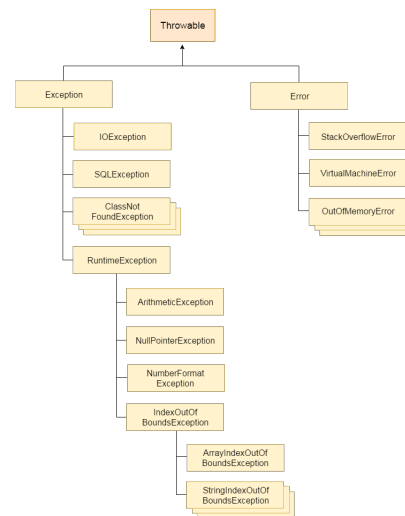 Throwable
Exception
Error
IOException
StackOverflowError
SQLException
VirtualMachineError
ClassNot
FoundException
OutOfMemoryError
RuntimeException
ArithmeticException
NullPointerException
NumberFormat
Exception
IndexOutOf
BoundsException
ArrayIndexOutOf
BoundsException
StringIndexOutOf
BoundsException